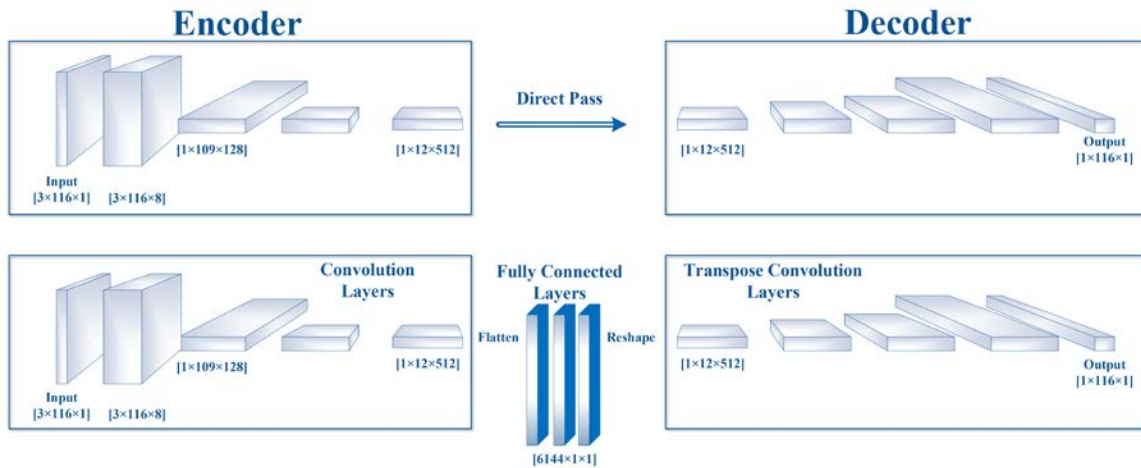 Encoder
Decoder
Direct Pass
[1×109×128]
[1×12×512]
[1×12×512]
Input
[3×116×1]
[3×116×8]
Output
[1×116×1]
Convolution
Layers
Fully Connected
Layers
Transpose Convolution
Layers
Flatten
Reshape
[1×109×128]
[1×12×512]
[1×12×512]
Input
[3×116×1]
[3×116×8]
Output
[1×116×1]
[6144×1×1]